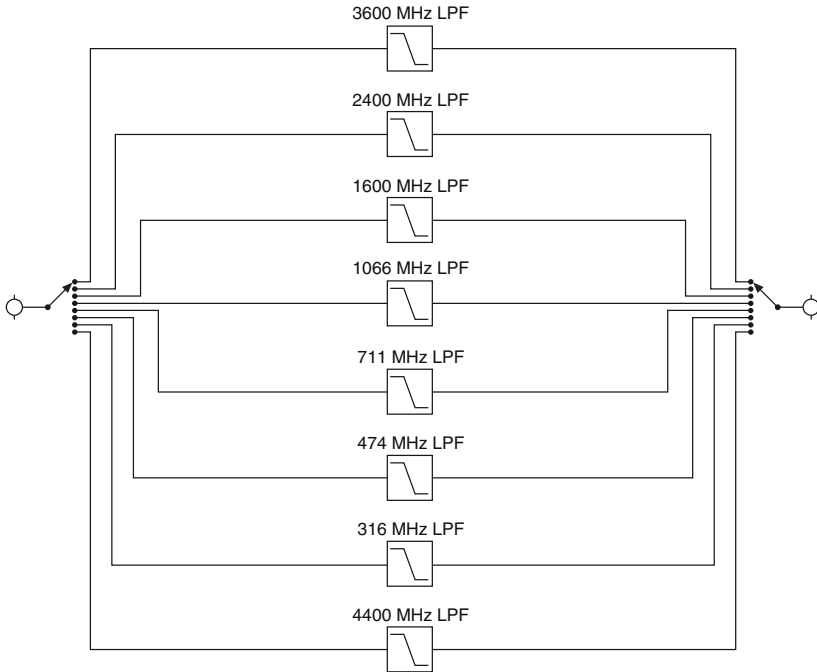 3600 MHz LPF
2400 MHz LPF
1600 MHz LPF
1066 MHz LPF
711 MHz LPF
474 MHz LPF
316 MHz LPF
4400 MHz LPF